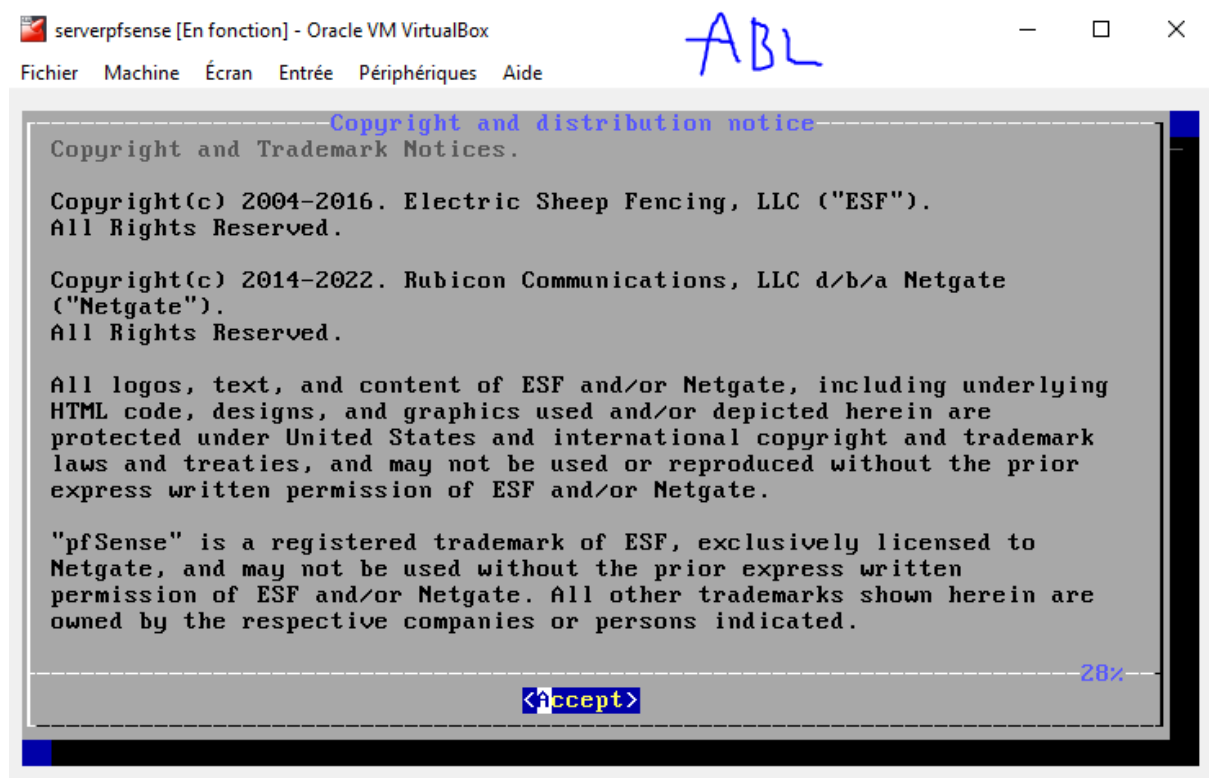 serverpfsense [En fonction] - Oracle VM VirtualBox
ABL
Fichier Machine Écran Entrée Périphériques Aide
Copyright and distribution notice
Copyright and Trademark Notices.
Copyright(c) 2004-2016. Electric Sheep Fencing, LLC ("ESF").
All Rights Reserved.
Copyright(c) 2014-2022. Rubicon Communications, LLC d/b/a Netgate
("Netgate").
All Rights Reserved.
All logos, text, and content of ESF and/or Netgate, including underlying
HTML code, designs, and graphics used and/or depicted herein are
protected under United States and international copyright and trademark
laws and treaties, and may not be used or reproduced without the prior
express written permission of ESF and/or Netgate.
"pfSense" is a registered trademark of ESF, exclusively licensed to
Netgate, and may not be used without the prior express written
permission of ESF and/or Netgate. All other trademarks shown herein are
owned by the respective companies or persons indicated.
28%
<Accept>